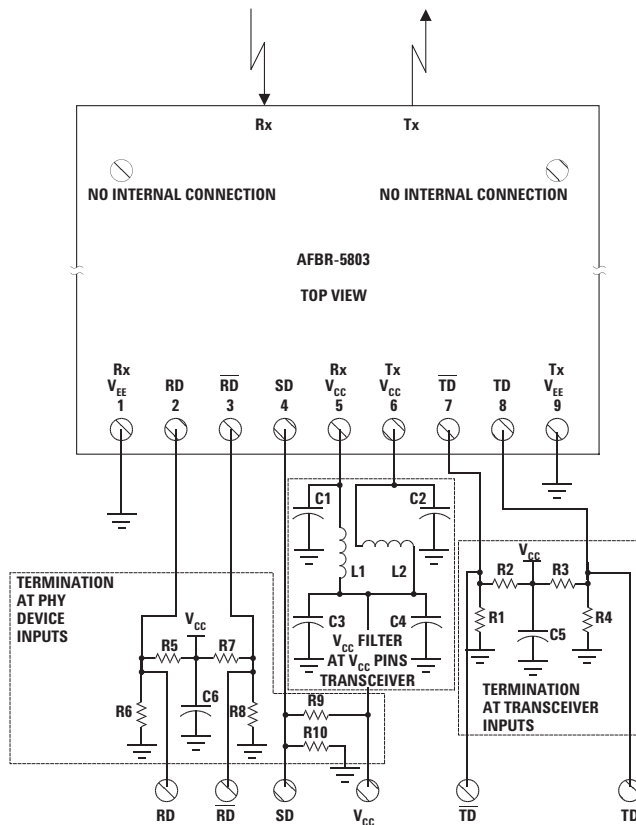 Rx Tx
NO INTERNAL CONNECTION NO INTERNAL CONNECTION
AFBR-5803
TOP VIEW
Rx Rx Tx Tx
VEE RD RD SD VCC VCC TD TD VEE
1 2 3 4 5 6 7 8 9
C1 C2
TERMINATION
AT PHY
DEVICE
INPUTS
L1 L2
VCC
R2 R3
R1 C5 R4
C3 C4
VCC FILTER
AT VCC PINS
TRANSCEIVER
VCC
R5 R7
R6 C6 R8
R9
R10
TERMINATION
AT TRANSCEIVER
INPUTS
RD RD SD VCC TD TD